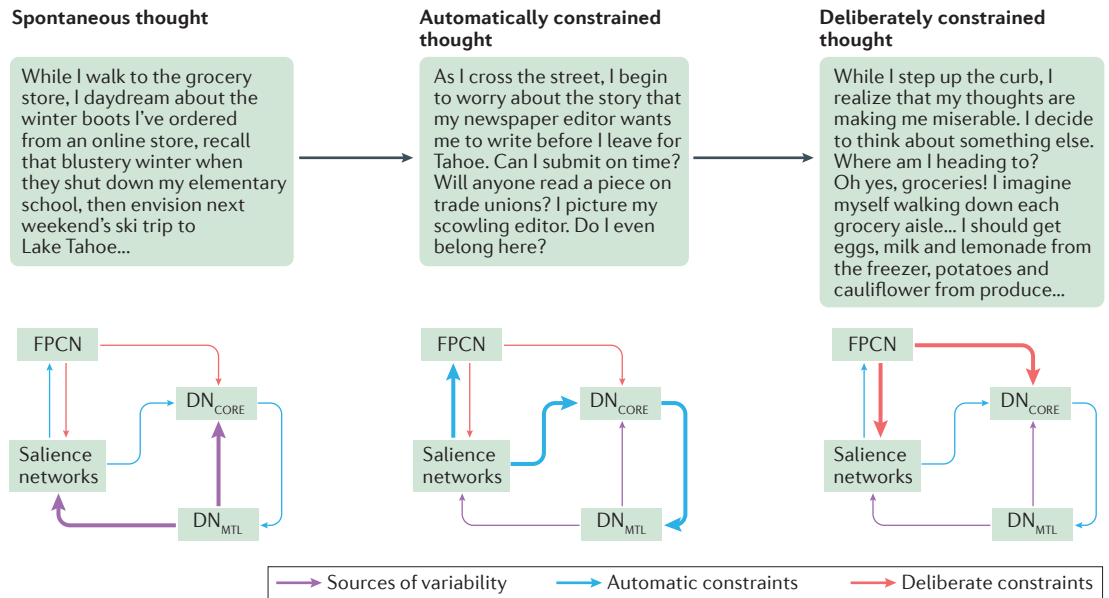 Spontaneous thought
While I walk to the grocery
store, I daydream about the
winter boots I've ordered
from an online store, recall
that blustery winter when
they shut down my elementary
school, then envision next
weekend's ski trip to
Lake Tahoe...
Automatically constrained
thought
As I cross the street, I begin
to worry about the story that
my newspaper editor wants
me to write before I leave for
Tahoe. Can I submit on time?
Will anyone read a piece on
trade unions? I picture my
scowling editor. Do I even
belong here?
Deliberately constrained
thought
While I step up the curb, I
realize that my thoughts are
making me miserable. I decide
to think about something else.
Where am I heading to?
Oh yes, groceries! I imagine
myself walking down each
grocery aisle... I should get
eggs, milk and lemonade from
the freezer, potatoes and
cauliflower from produce...
FPCN
DNCORE
Salience
networks
DNMTL
FPCN
DNCORE
Salience
networks
DNMTL
FPCN
DNCORE
Salience
networks
DNMTL
Sources of variability
Automatic constraints
Deliberate constraints